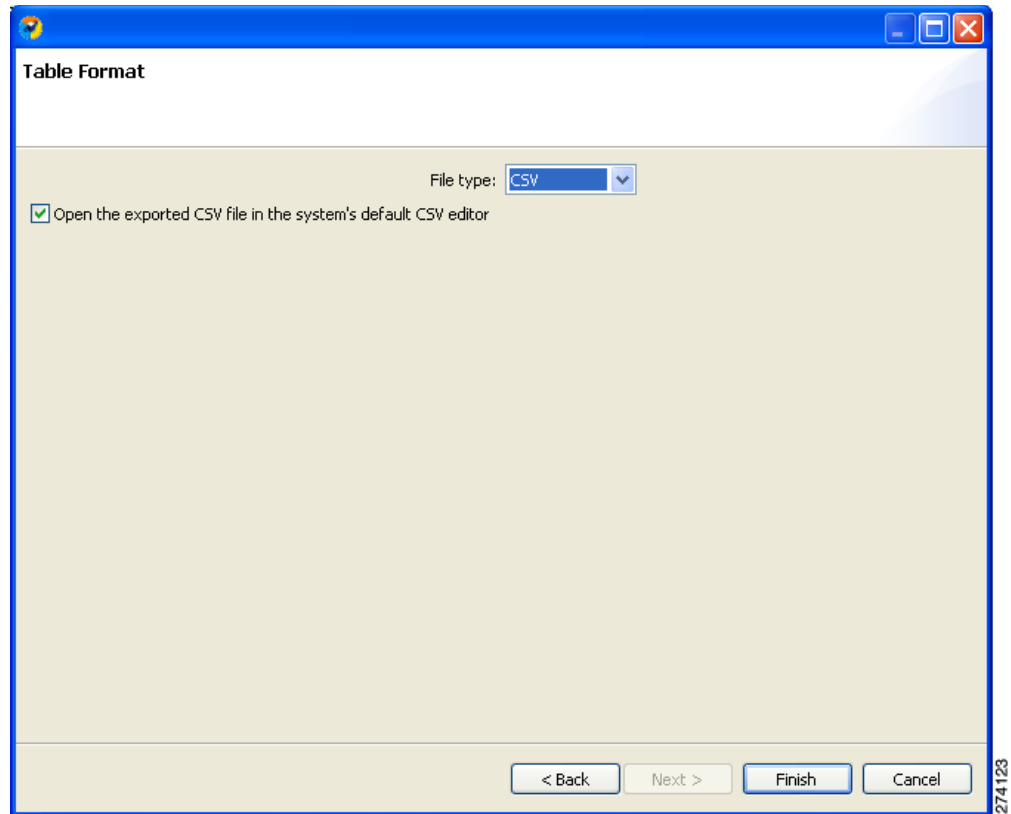 Table Format
File type: CSV
Open the exported CSV file in the system's default CSV editor
< Back Next > Finish Cancel
274123